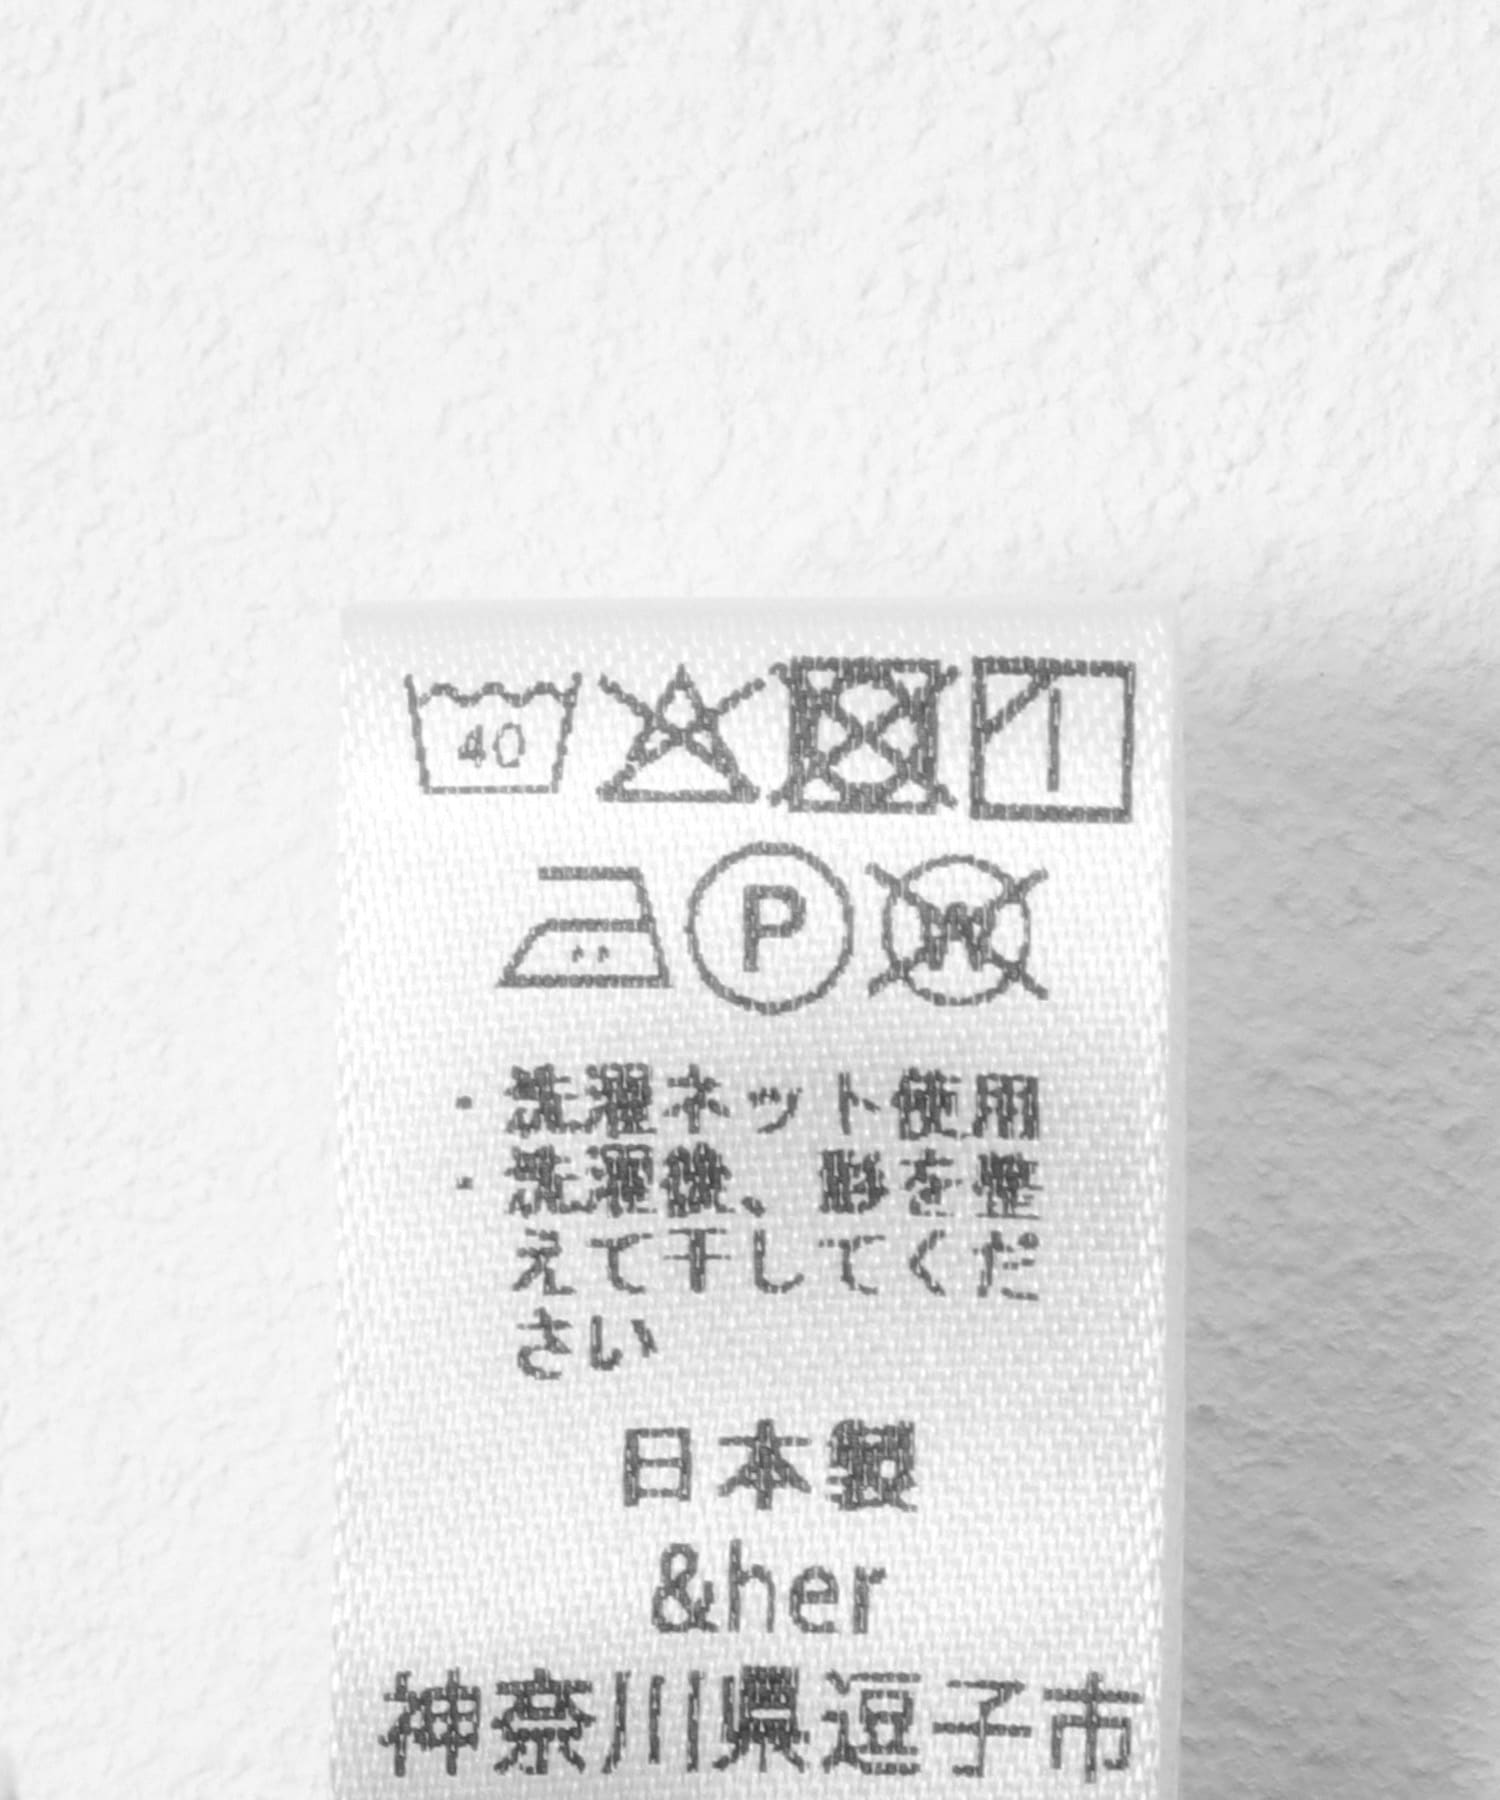 40
P
W
・洗濯ネット使用
・洗濯後、形を整
えて干してくだ
さい
日本製
&her
神奈川県逗子市